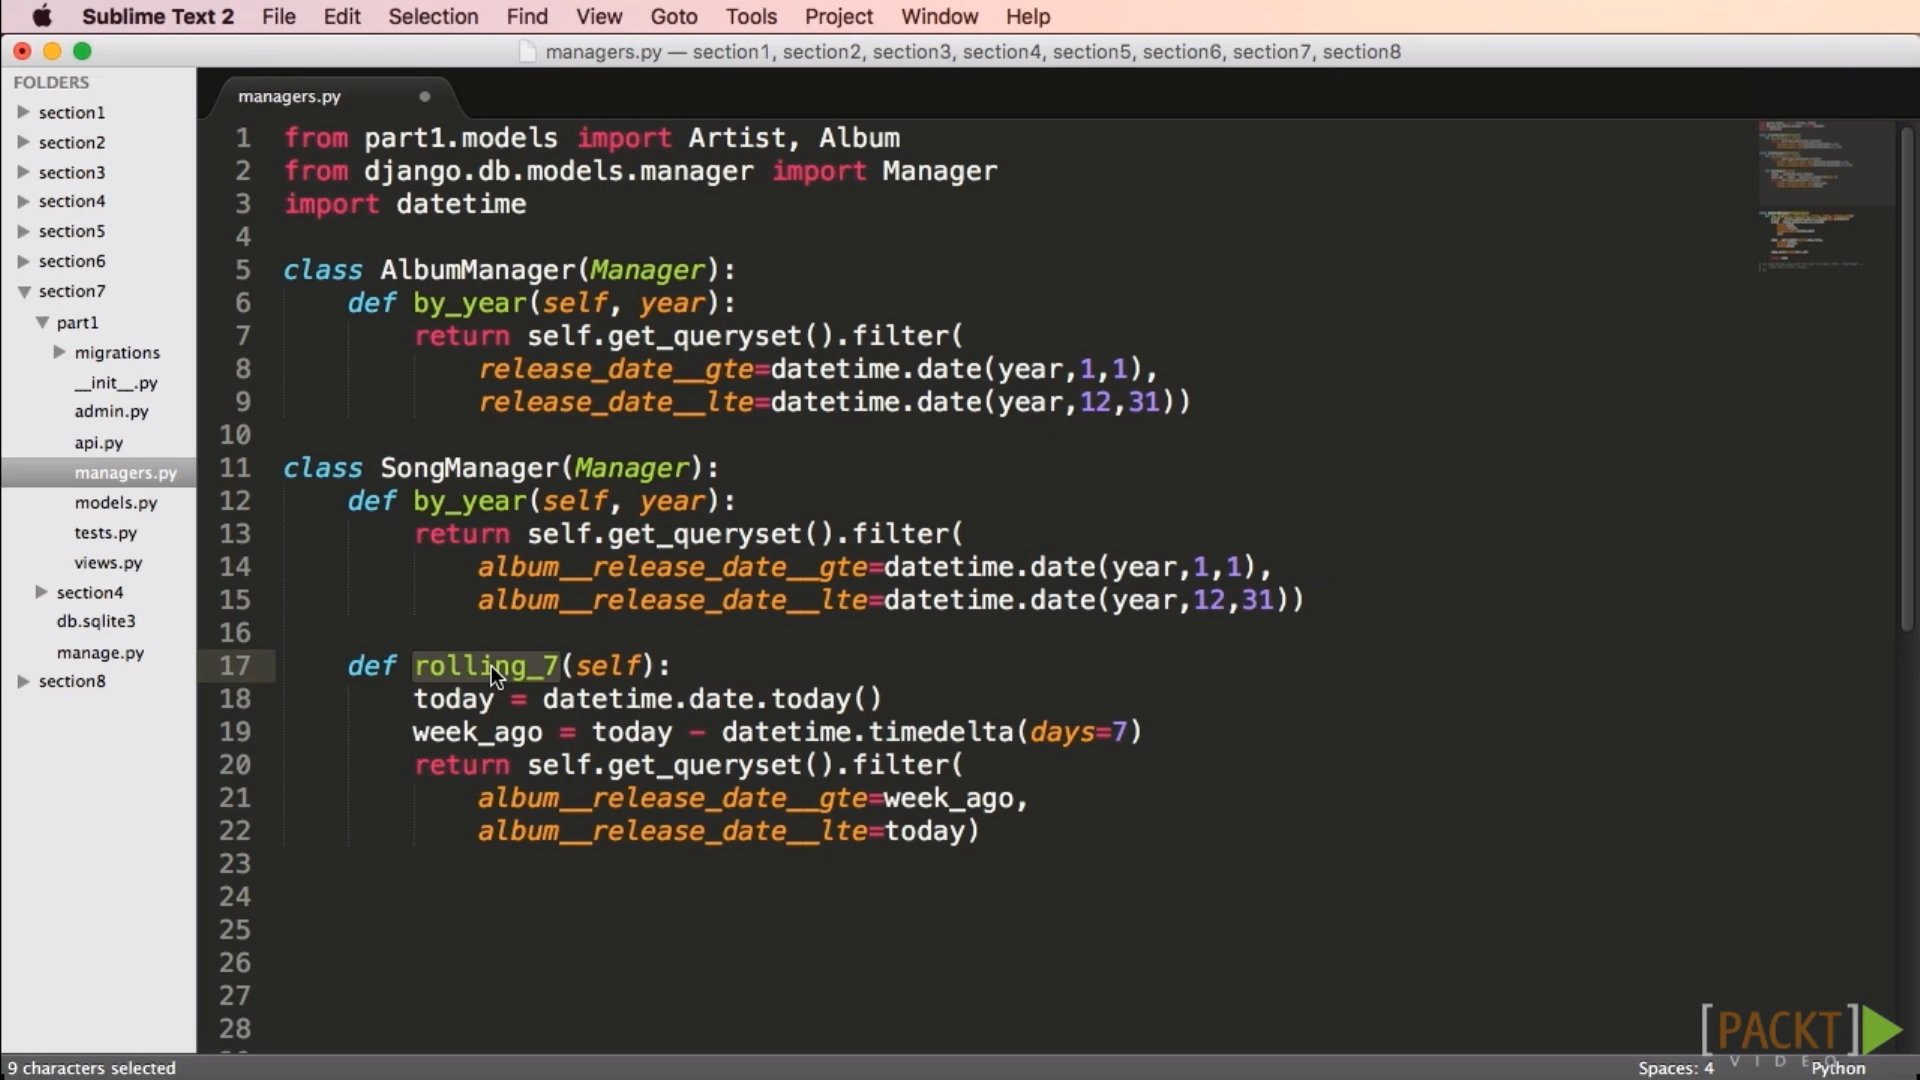 Sublime Text 2 File Edit Selection Find View Goto Tools Project Window Help
managers.py — section1, section2, section3, section4, section5, section6, section7, section8
FOLDERS
section1
section2
section3
section4
section5
section6
section7
part1
migrations
__init__.py
admin.py
api.py
managers.py
models.py
tests.py
views.py
section4
db.sqlite3
manage.py
section8
managers.py
1 from part1.models import Artist, Album
2 from django.db.models.manager import Manager
3 import datetime
4
5 class AlbumManager(Manager):
6     def by_year(self, year):
7         return self.get_queryset().filter(
8             release_date__gte=datetime.date(year,1,1),
9             release_date__lte=datetime.date(year,12,31))
10
11 class SongManager(Manager):
12     def by_year(self, year):
13         return self.get_queryset().filter(
14             album__release_date__gte=datetime.date(year,1,1),
15             album__release_date__lte=datetime.date(year,12,31))
16
17     def rolling_7(self):
18         today = datetime.date.today()
19         week_ago = today - datetime.timedelta(days=7)
20         return self.get_queryset().filter(
21             album__release_date__gte=week_ago,
22             album__release_date__lte=today)
23
24
25
26
27
28
[PACKT]
VIDEO
9 characters selected
Spaces: 4 Python